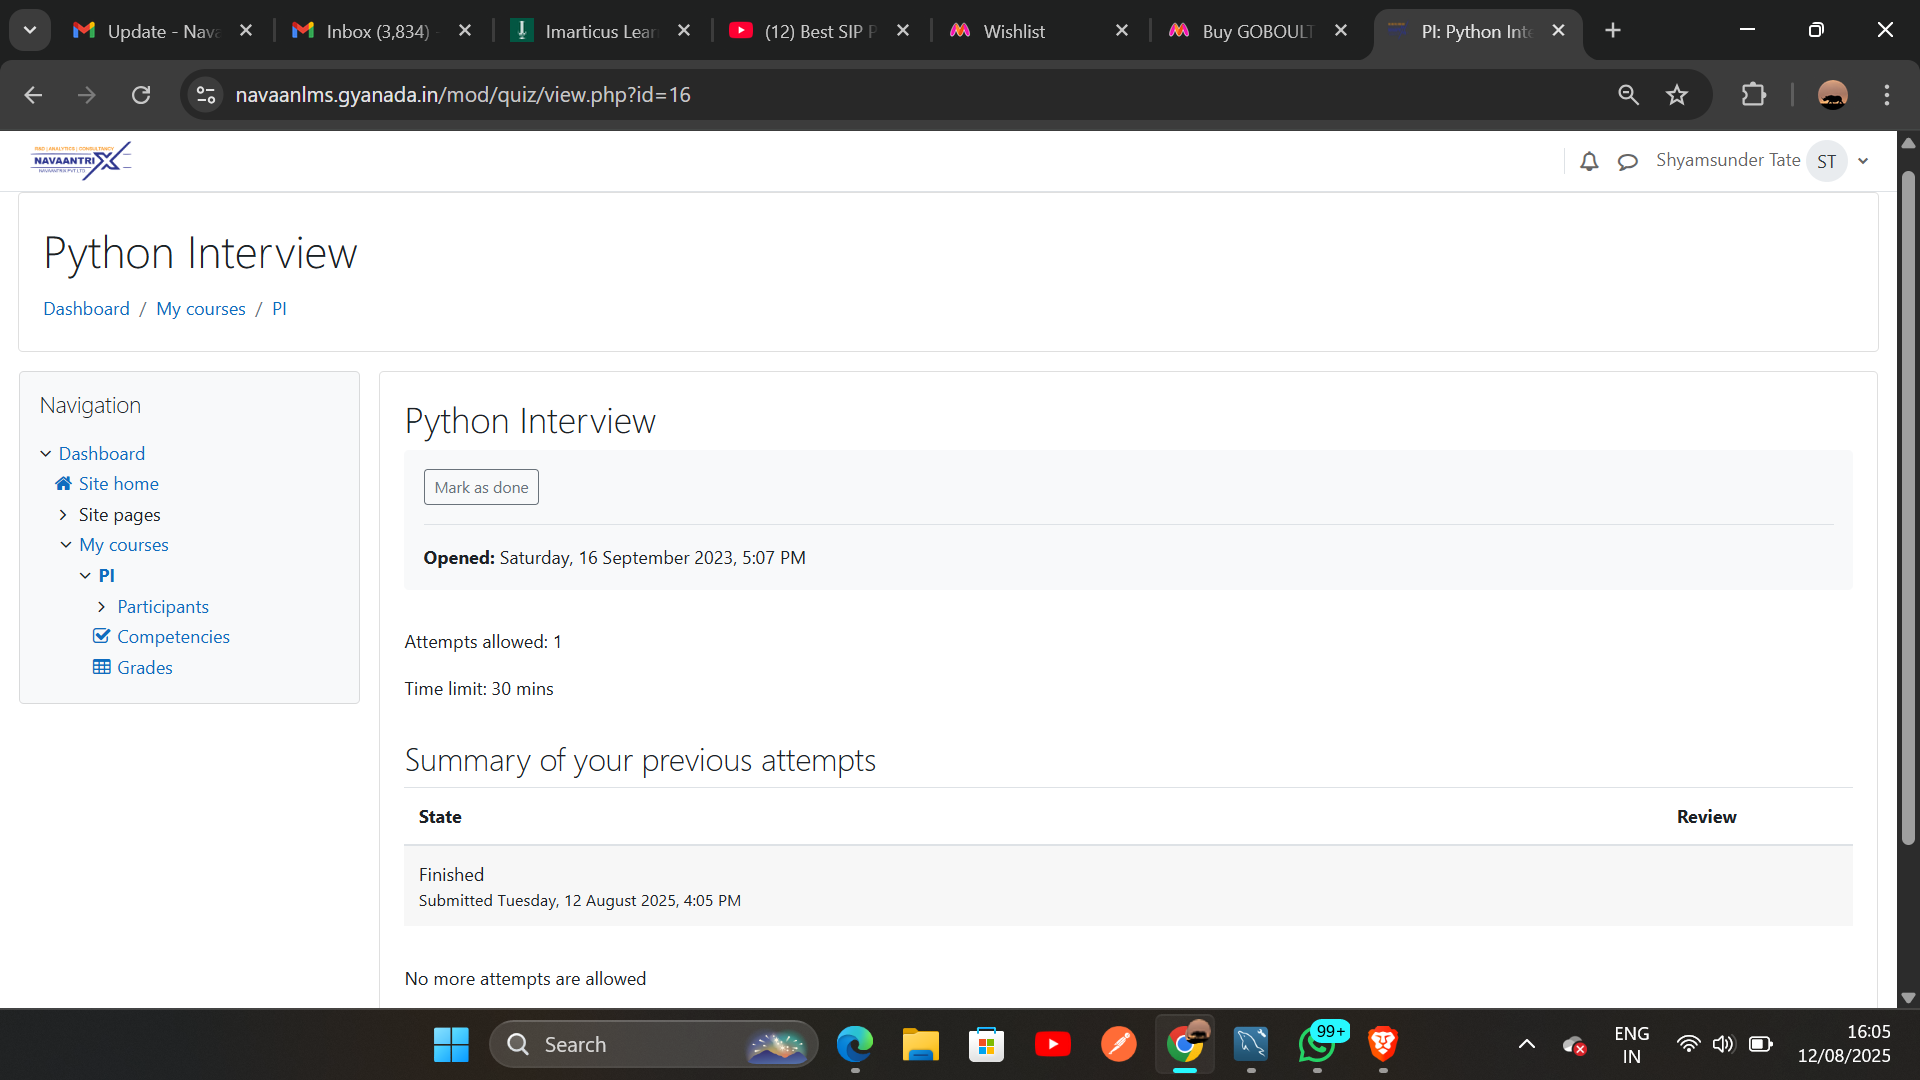 Update - Nava
Inbox (3,834)
Imarticus Lear
(12) Best SIP P
Wishlist
Buy GOBOULT
PI: Python Inte
navaanlms.gyanada.in/mod/quiz/view.php?id=16
NAVAANTRI
Shyamsunder Tate ST
Python Interview
Dashboard / My courses / PI
Navigation
Dashboard
Site home
Site pages
My courses
PI
Participants
Competencies
Grades
Python Interview
Mark as done
Opened: Saturday, 16 September 2023, 5:07 PM
Attempts allowed: 1
Time limit: 30 mins
Summary of your previous attempts
State Review
Finished
Submitted Tuesday, 12 August 2025, 4:05 PM
No more attempts are allowed
Search
99+
ENG
IN
16:05
12/08/2025